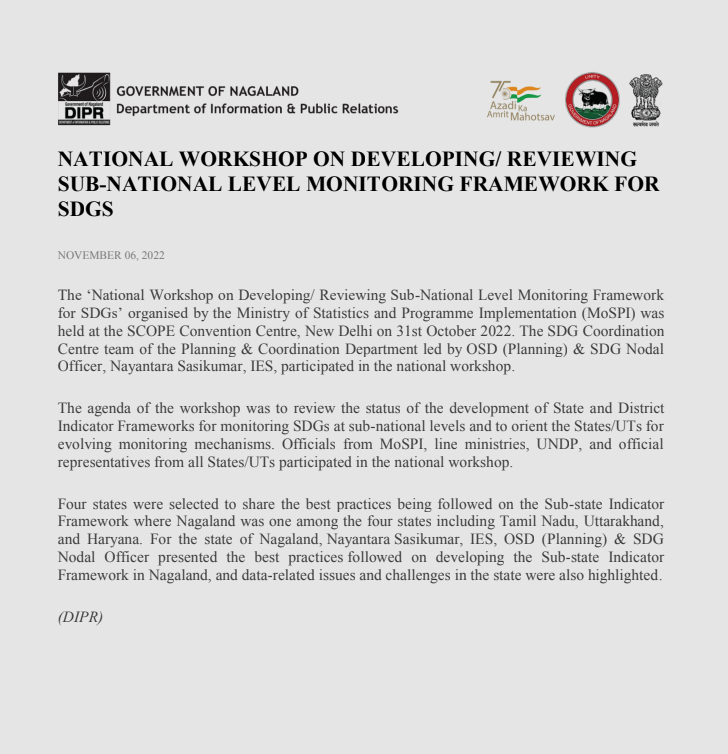 Government of Nagaland
DIPR
GOVERNMENT OF NAGALAND
Department of Information & Public Relations
75
Azadi Ka
Amrit Mahotsav
UNITY
GOVERNMENT OF NAGALAND
सत्यमेव जयते
NATIONAL WORKSHOP ON DEVELOPING/ REVIEWING
SUB-NATIONAL LEVEL MONITORING FRAMEWORK FOR
SDGS
NOVEMBER 06, 2022
The ‘National Workshop on Developing/ Reviewing Sub-National Level Monitoring Framework
for SDGs’ organised by the Ministry of Statistics and Programme Implementation (MoSPI) was
held at the SCOPE Convention Centre, New Delhi on 31st October 2022. The SDG Coordination
Centre team of the Planning & Coordination Department led by OSD (Planning) & SDG Nodal
Officer, Nayantara Sasikumar, IES, participated in the national workshop.
The agenda of the workshop was to review the status of the development of State and District
Indicator Frameworks for monitoring SDGs at sub-national levels and to orient the States/UTs for
evolving monitoring mechanisms. Officials from MoSPI, line ministries, UNDP, and official
representatives from all States/UTs participated in the national workshop.
Four states were selected to share the best practices being followed on the Sub-state Indicator
Framework where Nagaland was one among the four states including Tamil Nadu, Uttarakhand,
and Haryana. For the state of Nagaland, Nayantara Sasikumar, IES, OSD (Planning) & SDG
Nodal Officer presented the best practices followed on developing the Sub-state Indicator
Framework in Nagaland, and data-related issues and challenges in the state were also highlighted.
(DIPR)